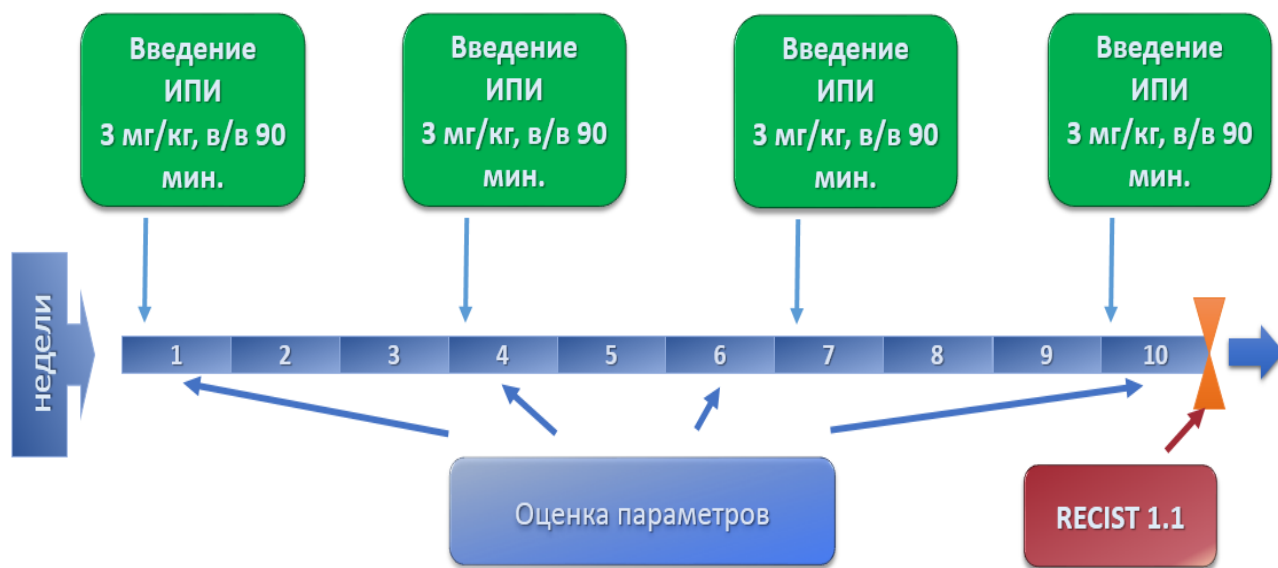 Введение
ИПИ
3 мг/кг, в/в 90
мин.
Введение
ИПИ
3 мг/кг, в/в 90
мин.
Введение
ИПИ
3 мг/кг, в/в 90
мин.
Введение
ИПИ
3 мг/кг, в/в 90
мин.
недели
1 2 3 4 5 6 7 8 9 10
Оценка параметров
RECIST 1.1